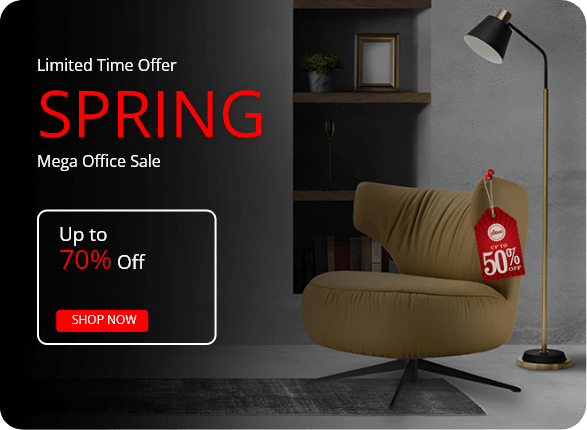 Limited Time Offer
SPRING
Mega Office Sale
Up to
70% Off
SHOP NOW
UP TO
50%
OFF